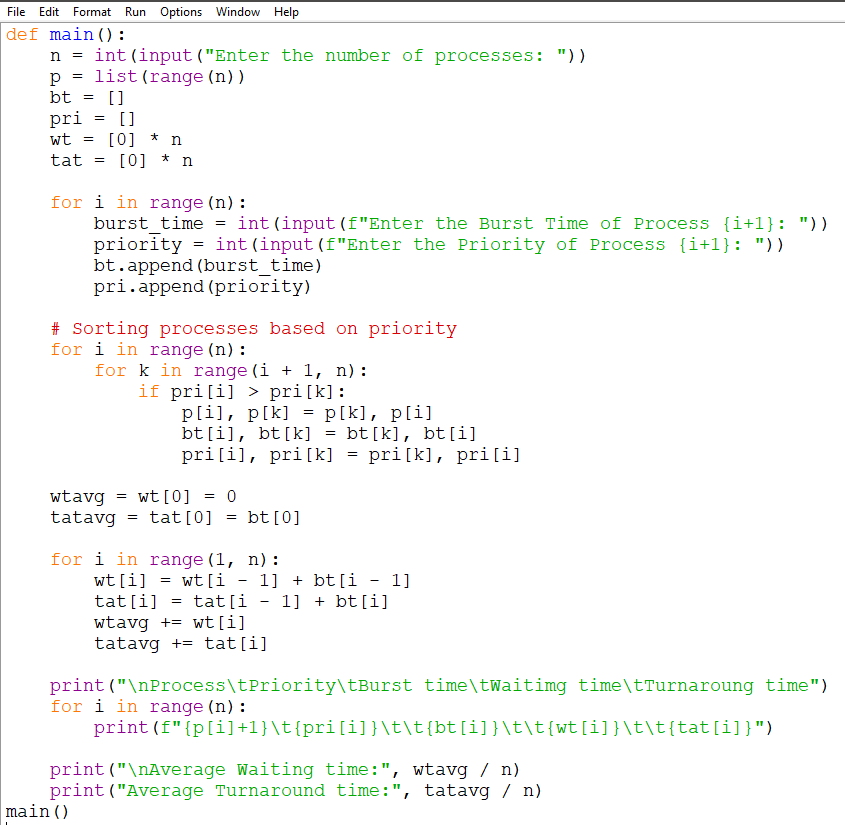 File Edit Format Run Options Window Help
def main():
    n = int(input("Enter the number of processes: "))
    p = list(range(n))
    bt = []
    pri = []
    wt = [0] * n
    tat = [0] * n

    for i in range(n):
        burst_time = int(input(f"Enter the Burst Time of Process {i+1}: "))
        priority = int(input(f"Enter the Priority of Process {i+1}: "))
        bt.append(burst_time)
        pri.append(priority)

    # Sorting processes based on priority
    for i in range(n):
        for k in range(i + 1, n):
            if pri[i] > pri[k]:
                p[i], p[k] = p[k], p[i]
                bt[i], bt[k] = bt[k], bt[i]
                pri[i], pri[k] = pri[k], pri[i]

    wtavg = wt[0] = 0
    tatavg = tat[0] = bt[0]

    for i in range(1, n):
        wt[i] = wt[i - 1] + bt[i - 1]
        tat[i] = tat[i - 1] + bt[i]
        wtavg += wt[i]
        tatavg += tat[i]

    print("\nProcess\tPriority\tBurst time\tWaitimg time\tTurnaroung time")
    for i in range(n):
        print(f"{p[i]+1}\t{pri[i]}\t\t{bt[i]}\t\t{wt[i]}\t\t{tat[i]}")

    print("\nAverage Waiting time:", wtavg / n)
    print("Average Turnaround time:", tatavg / n)
main()